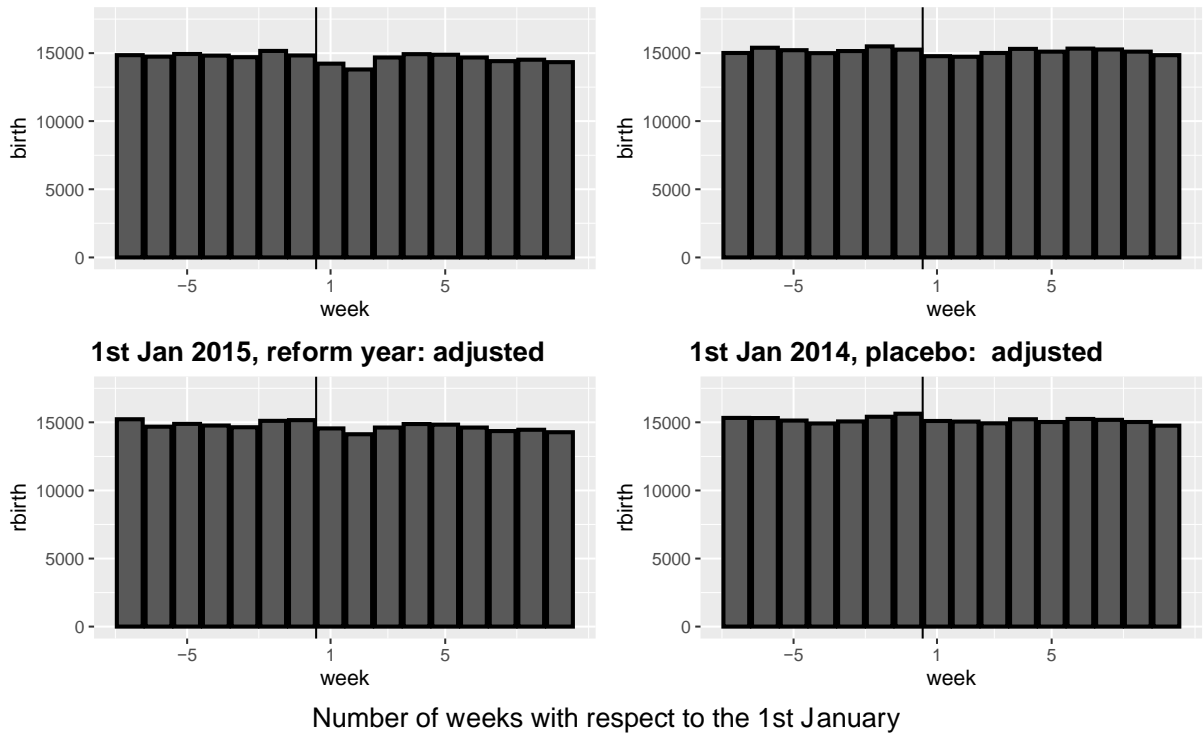 15000
10000
5000
0
birth
−5 1 5
week
15000
10000
5000
0
birth
−5 1 5
week
1st Jan 2015, reform year: adjusted
15000
10000
5000
0
rbirth
−5 1 5
week
1st Jan 2014, placebo:  adjusted
15000
10000
5000
0
rbirth
−5 1 5
week
Number of weeks with respect to the 1st January